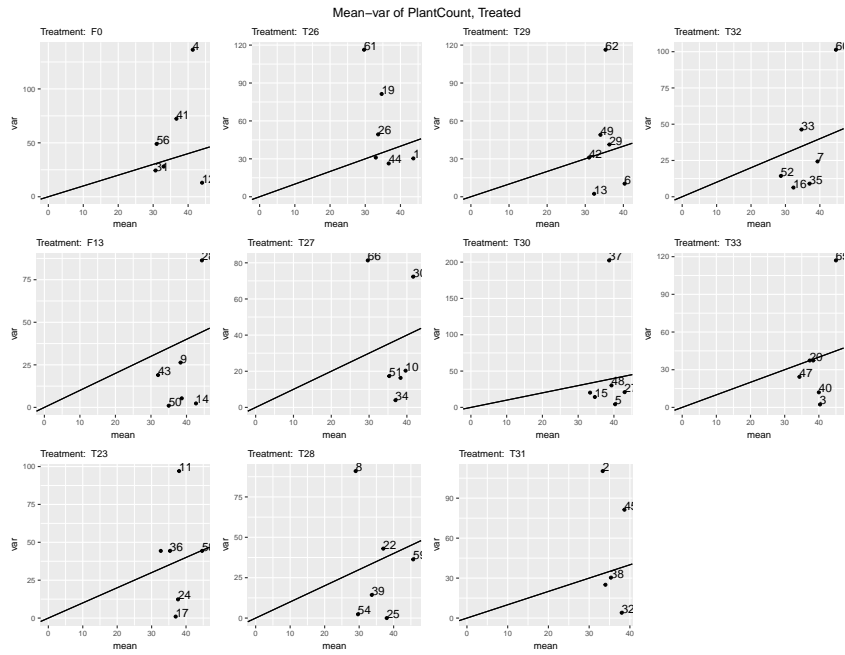 Mean−var of PlantCount, Treated
Treatment: F0
Treatment: T26
Treatment: T29
Treatment: T32
var
100
50
0
4
41
56
31
0 10 20 30 40
mean
var
120
90
60
30
0
61
19
26
44
1
0 10 20 30 40
mean
var
120
90
60
30
0
62
49
29
42
13
6
0 10 20 30 40
mean
var
100
75
50
25
0
33
7
52
16
35
0 10 20 30 40
mean
Treatment: F13
Treatment: T27
Treatment: T30
Treatment: T33
var
75
50
25
0
9
43
50
14
0 10 20 30 40
mean
var
80
60
40
20
0
66
30
51
10
34
0 10 20 30 40
mean
var
200
150
100
50
0
37
48
15
5
0 10 20 30 40
mean
var
120
90
60
30
0
20
47
40
3
0 10 20 30 40
mean
Treatment: T23
Treatment: T28
Treatment: T31
var
100
75
50
25
0
11
36
24
17
0 10 20 30 40
mean
var
75
50
25
0
8
22
59
39
54
25
0 10 20 30 40
mean
var
90
60
30
0
2
45
38
32
0 10 20 30 40
mean